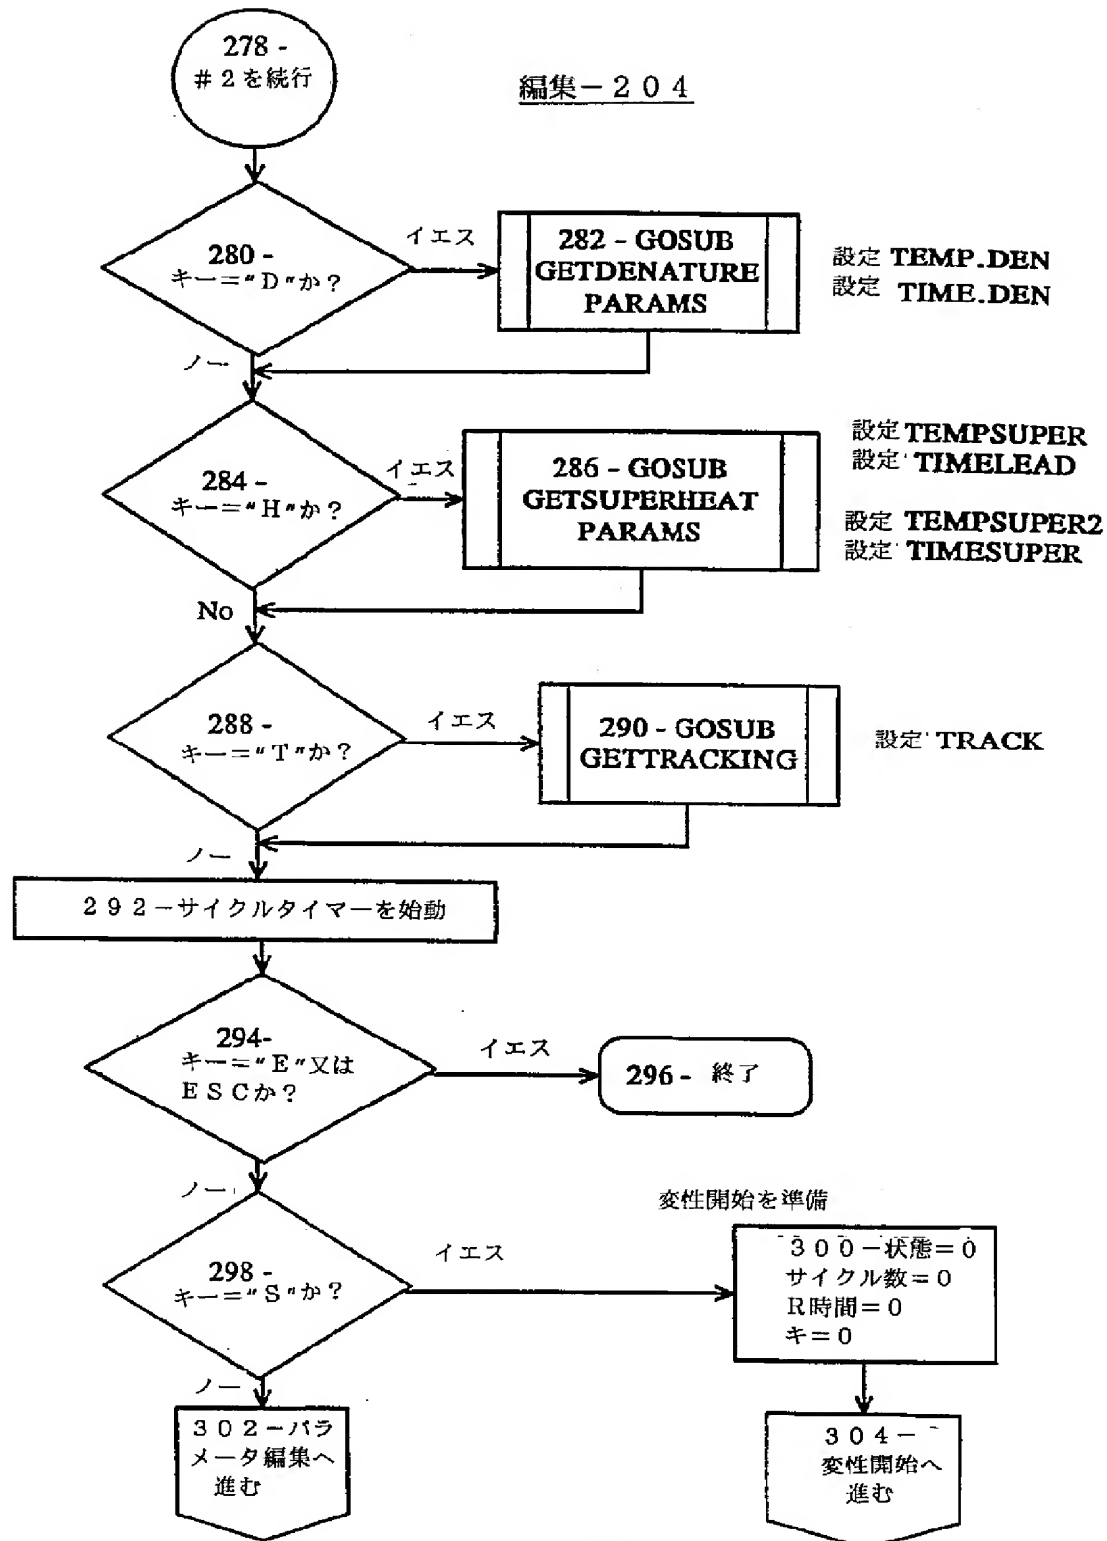 278 -
＃２を続行
編集－２０４
280 -
キー＝“D”か？
イエス
282 - GOSUB
GETDENATURE
PARAMS
設定 TEMP.DEN
設定 TIME.DEN
ノー
284 -
キー＝“H”か？
イエス
286 - GOSUB
GETSUPERHEAT
PARAMS
設定 TEMPSUPER
設定 TIMELEAD
設定 TEMPSUPER2
設定 TIMESUPER
No
288 -
キー＝“T”か？
イエス
290 - GOSUB
GETTRACKING
設定 TRACK
ノー
２９２－サイクルタイマーを始動
294-
キー＝“E”又は
ＥＳＣか？
イエス
296 - 終了
ノー
298 -
キー＝“S”か？
イエス
変性開始を準備
３００－状態＝０
サイクル数＝０
R時間＝０
キ＝０
ノー
３０２－パラ
メータ編集へ
進む
３０４－
変性開始へ
進む